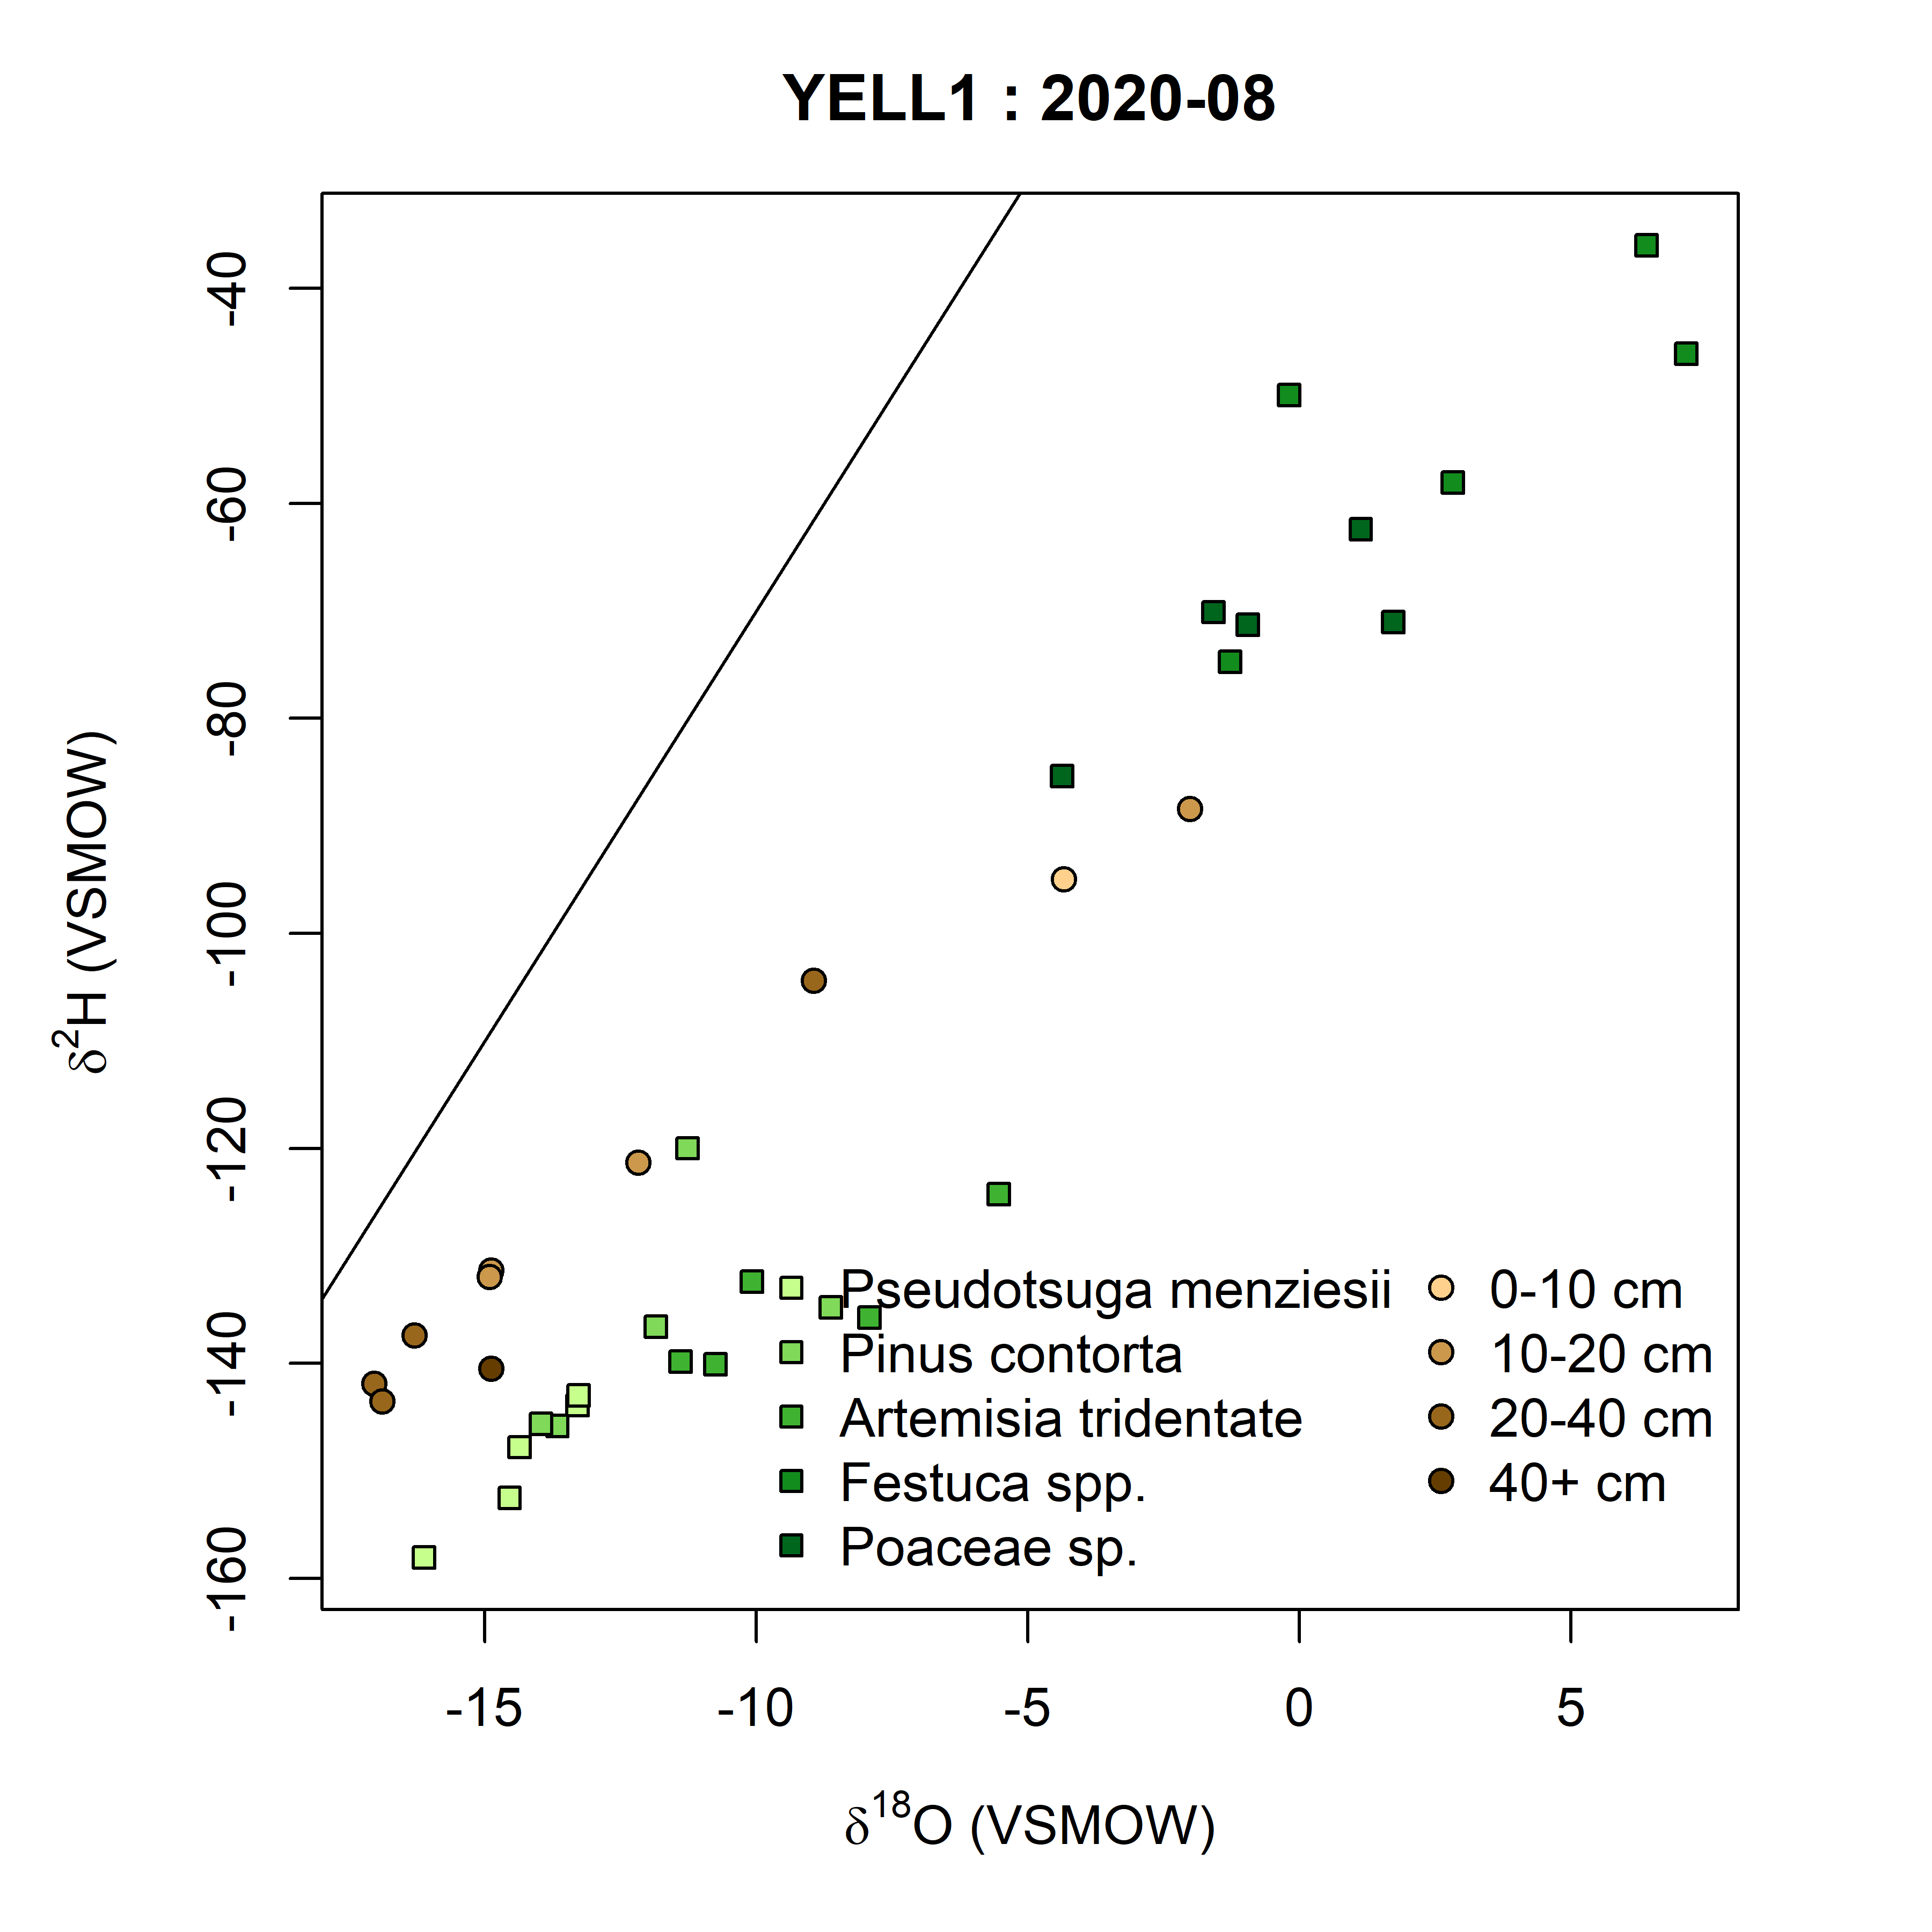 YELL1 : 2020-08
-40
-60
-80
-100
-120
-140
-160
δ²H (VSMOW)
Pseudotsuga menziesii
Pinus contorta
Artemisia tridentate
Festuca spp.
Poaceae sp.
0-10 cm
10-20 cm
20-40 cm
40+ cm
-15 -10 -5 0 5
δ¹⁸O (VSMOW)